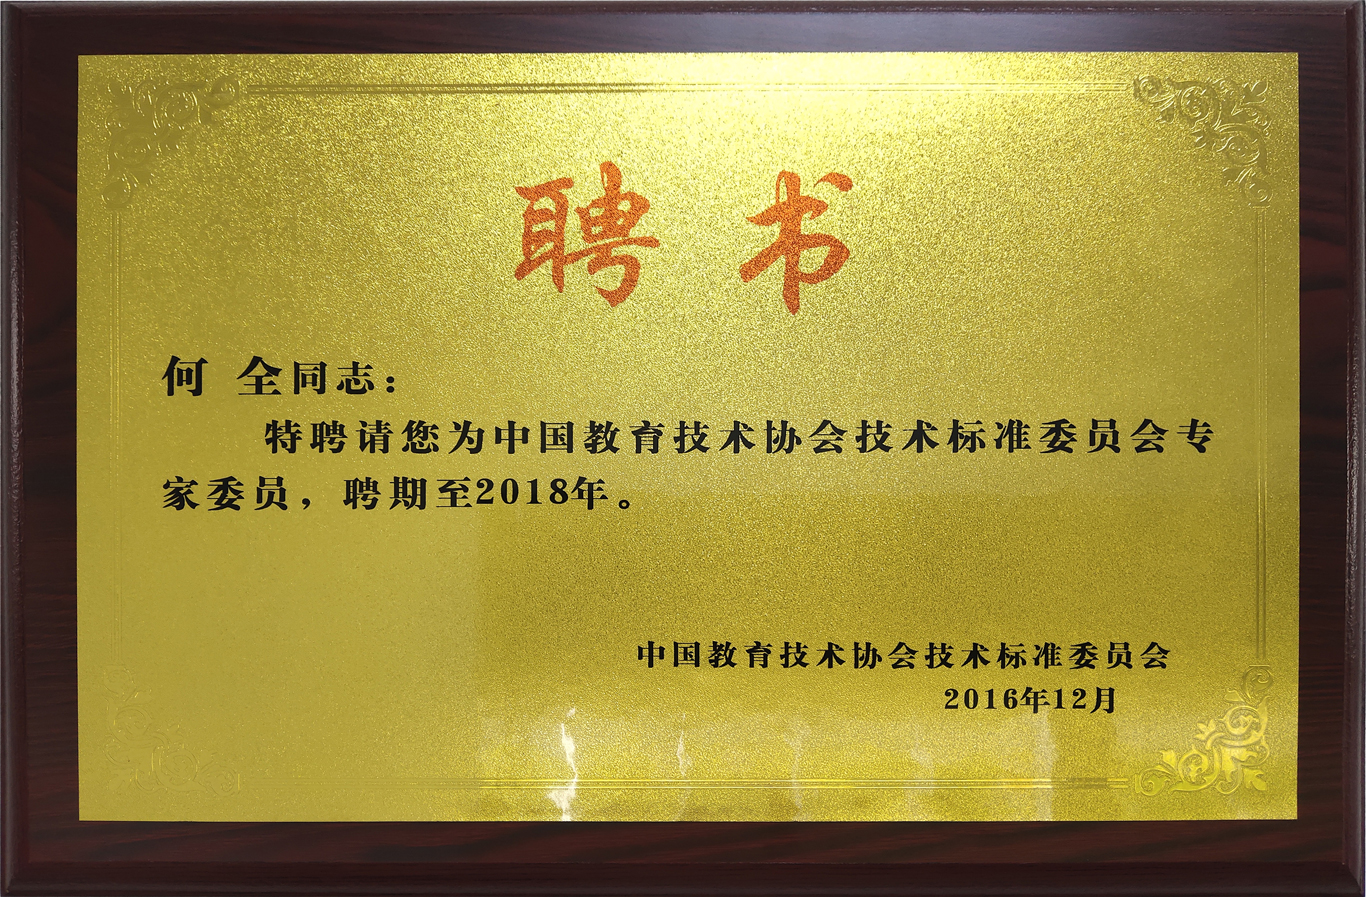 聘书
何 全同志：
特聘请您为中国教育技术协会技术标准委员会专
家委员，聘期至2018年。
中国教育技术协会技术标准委员会
2016年12月